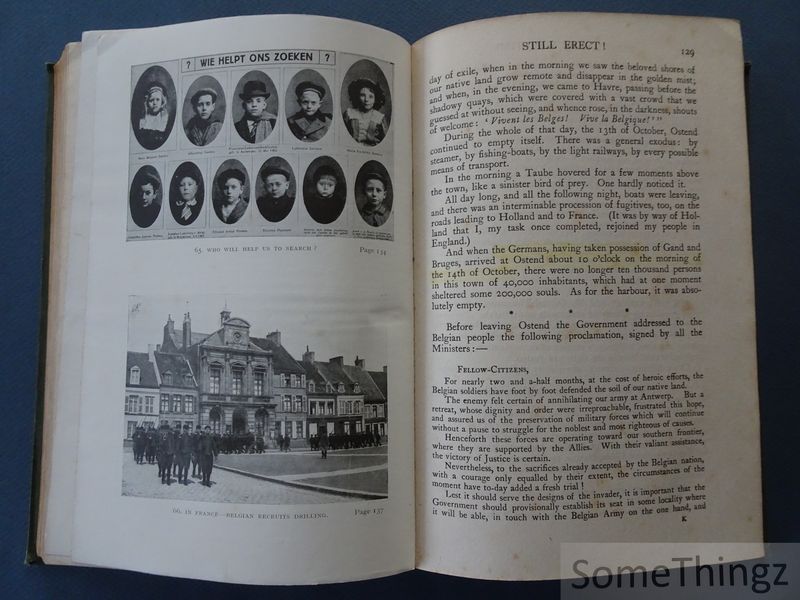 ? WIE HELPT ONS ZOEKEN ?
65. WHO WILL HELP US TO SEARCH ?
Page 134
66. IN FRANCE—BELGIAN RECRUITS DRILLING.
Page 137
STILL ERECT!
129
day of exile, when in the morning we saw the beloved shores of
our native land grow remote and disappear in the golden mist;
and when, in the evening, we came to Havre, passing before the
shadowy quays, which were covered with a vast crowd that we
guessed at without seeing, and whence rose, in the darkness, shouts
of welcome: ‘Vivent les Belges! Vive la Belgique!’”
During the whole of that day, the 13th of October, Ostend
continued to empty itself. There was a general exodus: by
steamer, by fishing-boats, by the light railways, by every possible
means of transport.
In the morning a Taube hovered for a few moments above
the town, like a sinister bird of prey. One hardly noticed it.
All day long, and all the following night, boats were leaving,
and there was an interminable procession of fugitives, too, on the
roads leading to Holland and to France. (It was by way of Hol-
land that I, my task once completed, rejoined my people in
England.)
And when the Germans, having taken possession of Gand and
Bruges, arrived at Ostend about 10 o'clock on the morning of
the 14th of October, there were no longer ten thousand persons
in this town of 40,000 inhabitants, which had at one moment
sheltered some 200,000 souls. As for the harbour, it was abso-
lutely empty.
* * *
Before leaving Ostend the Government addressed to the
Belgian people the following proclamation, signed by all the
Ministers:—
FELLOW-CITIZENS,
For nearly two and a-half months, at the cost of heroic efforts, the
Belgian soldiers have foot by foot defended the soil of our native land.
The enemy felt certain of annihilating our army at Antwerp. But a
retreat, whose dignity and order were irreproachable, frustrated this hope,
and assured us of the preservation of military forces which will continue
without a pause to struggle for the noblest and most righteous of causes.
Henceforth these forces are operating toward our southern frontier,
where they are supported by the Allies. With their valiant assistance,
the victory of Justice is certain.
Nevertheless, to the sacrifices already accepted by the Belgian nation,
with a courage only equalled by their extent, the circumstances of the
moment have to-day added a fresh trial!
Lest it should serve the designs of the invader, it is important that the
Government should provisionally establish its seat in some locality where
it will be able, in touch with the Belgian Army on the one hand, and
K
SomeThingz